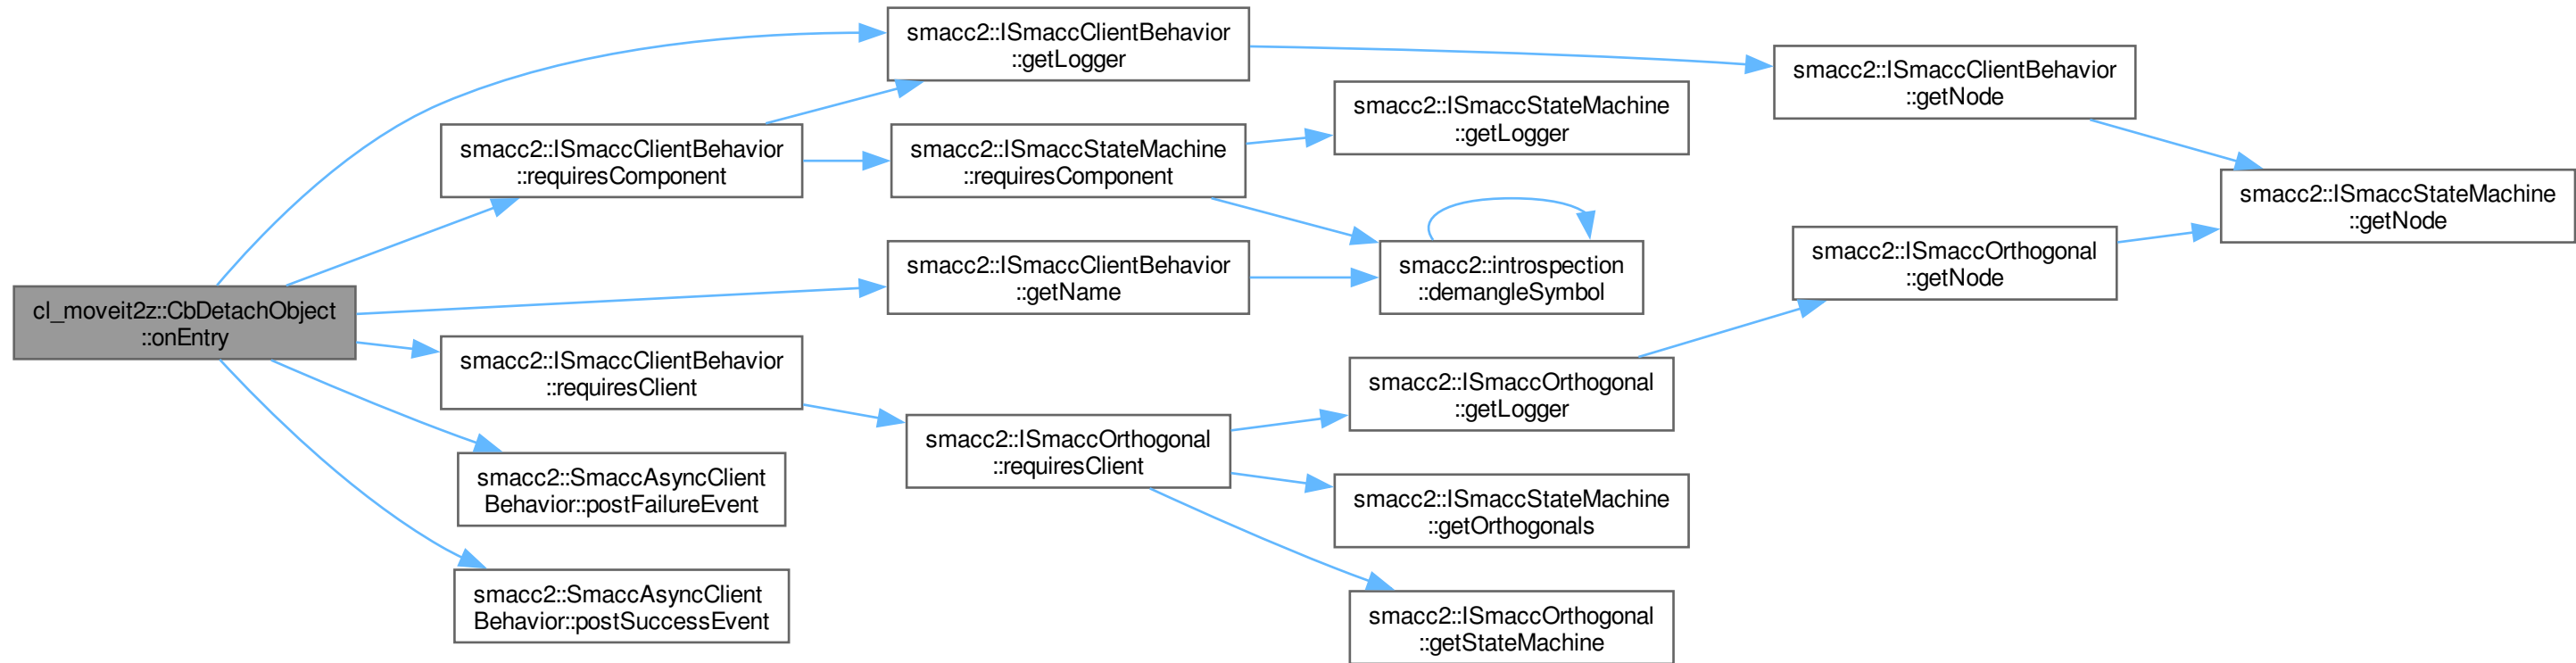 cl_moveit2z::CbDetachObject
::onEntry
smacc2::ISmaccClientBehavior
::getLogger
smacc2::ISmaccClientBehavior
::requiresComponent
smacc2::ISmaccStateMachine
::requiresComponent
smacc2::ISmaccClientBehavior
::getName
smacc2::ISmaccClientBehavior
::requiresClient
smacc2::SmaccAsyncClient
Behavior::postFailureEvent
smacc2::SmaccAsyncClient
Behavior::postSuccessEvent
smacc2::ISmaccOrthogonal
::requiresClient
smacc2::ISmaccStateMachine
::getLogger
smacc2::introspection
::demangleSymbol
smacc2::ISmaccOrthogonal
::getLogger
smacc2::ISmaccStateMachine
::getOrthogonals
smacc2::ISmaccOrthogonal
::getStateMachine
smacc2::ISmaccClientBehavior
::getNode
smacc2::ISmaccOrthogonal
::getNode
smacc2::ISmaccStateMachine
::getNode